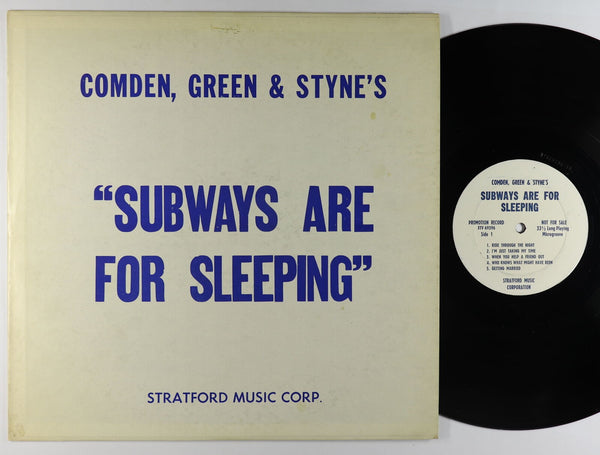 COMDEN, GREEN & STYNE'S
"SUBWAYS ARE
FOR SLEEPING"
STRATFORD MUSIC CORP.
COMDEN, GREEN & STYNE'S
SUBWAYS ARE FOR
SLEEPING
PROMOTION RECORD
Side 1
NOT FOR SALE
33⅓ Long Playing
Microgroove
1. RIDE THROUGH THE NIGHT
2. I'M JUST TAKING MY TIME
3. WHEN YOU HELP A FRIEND OUT
4. WHO KNOWS WHAT MIGHT HAVE BEEN
5. GETTING MARRIED
STRATFORD MUSIC
CORPORATION